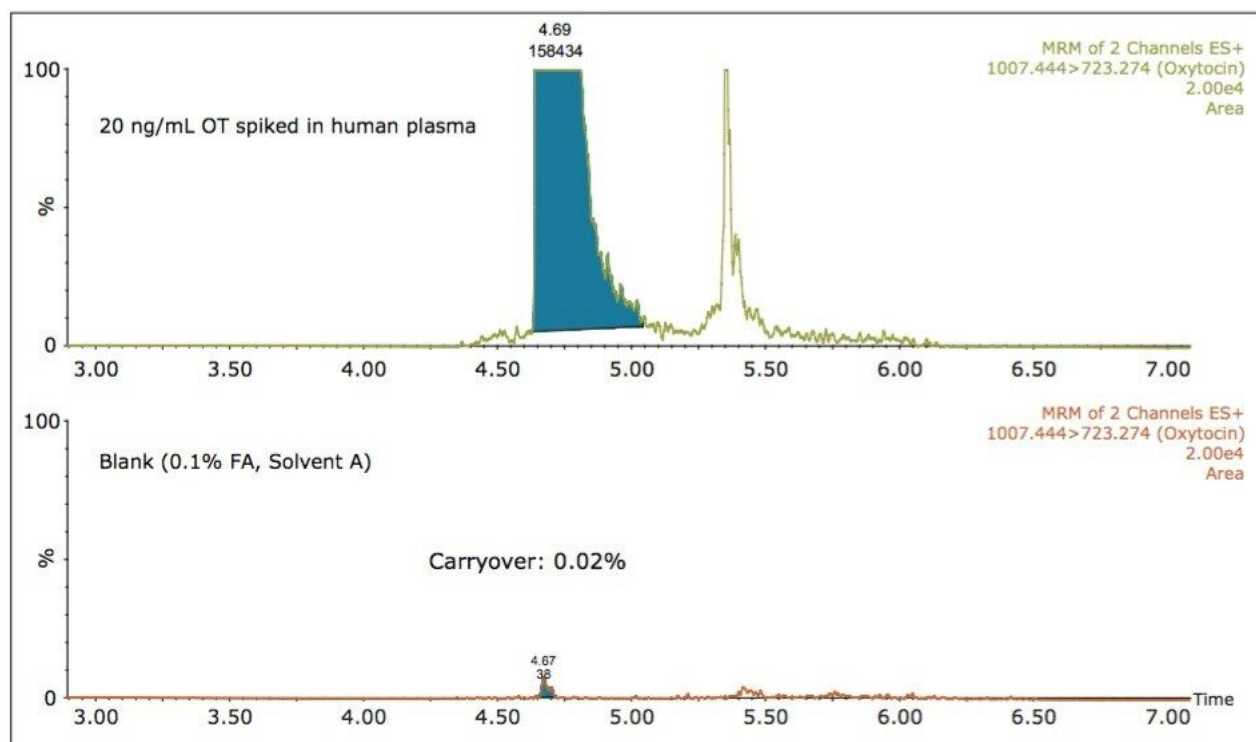 4.69
158434
MRM of 2 Channels ES+
1007.444>723.274 (Oxytocin)
2.00e4
Area
100
20 ng/mL OT spiked in human plasma
%
0
3.00 3.50 4.00 4.50 5.00 5.50 6.00 6.50 7.00
MRM of 2 Channels ES+
1007.444>723.274 (Oxytocin)
2.00e4
Area
100
Blank (0.1% FA, Solvent A)
%
Carryover: 0.02%
4.67
38
0
Time
3.00 3.50 4.00 4.50 5.00 5.50 6.00 6.50 7.00